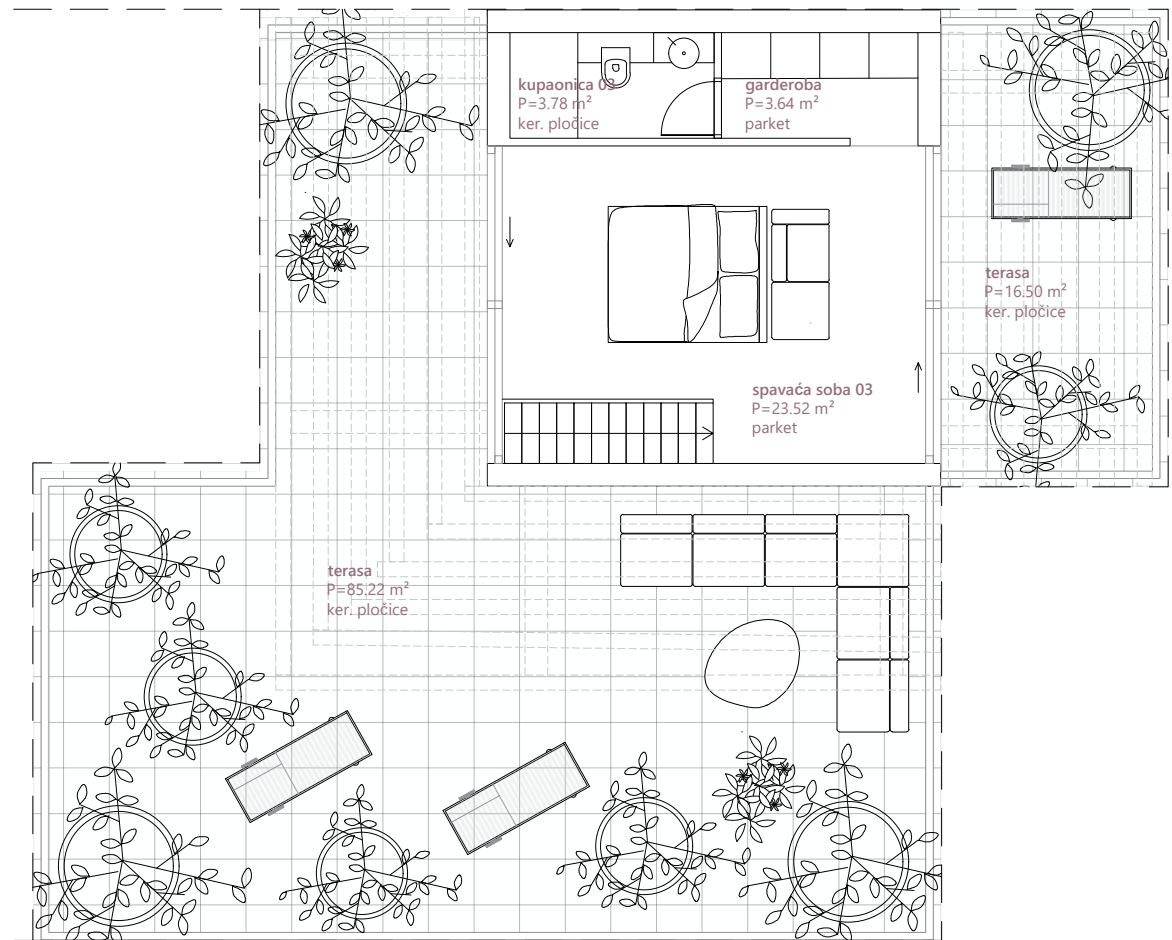 kupaonica 03
P=3.78 m²
ker. pločice
garderoba
P=3.64 m²
parket
terasa
P=16.50 m²
ker. pločice
spavaća soba 03
P=23.52 m²
parket
terasa
P=85.22 m²
ker. pločice